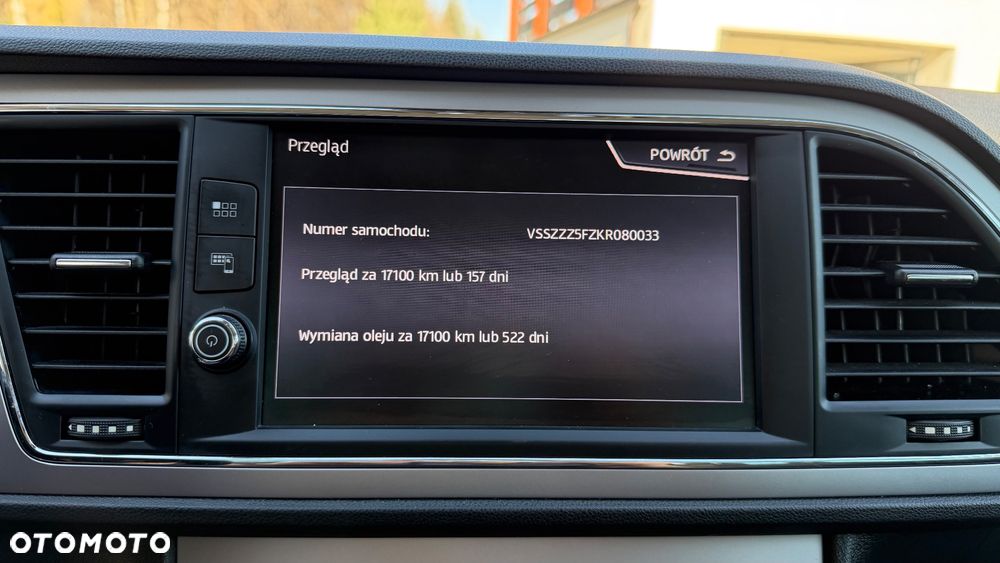 Przegląd
POWRÓT
Numer samochodu: VSSZZZ5FZKR080033
Przegląd za 17100 km lub 157 dni
Wymiana oleju za 17100 km lub 522 dni
OTOMOTO